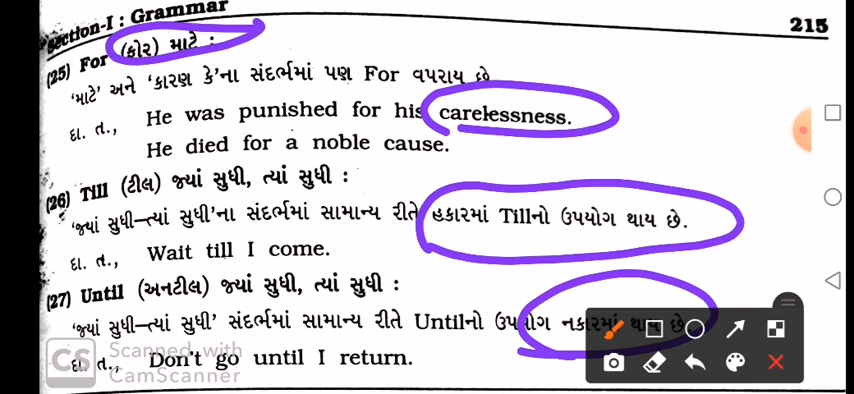 Section-I : Grammar 215
(25) For (ફોર) માટે :
'માટે' અને 'કારણ કે'ના સંદર્ભમાં પણ For વપરાય છે
દા. ત., He was punished for his carelessness.
He died for a noble cause.
(26) Till (ટીલ) જ્યાં સુધી, ત્યાં સુધી :
'જ્યાં સુધી–ત્યાં સુધી'ના સંદર્ભમાં સામાન્ય રીતે હકારમાં Tillનો ઉપયોગ થાય છે.
દા. ત., Wait till I come.
(27) Until (અનટીલ) જ્યાં સુધી, ત્યાં સુધી :
'જ્યાં સુધી–ત્યાં સુધી' સંદર્ભમાં સામાન્ય રીતે Untilનો ઉપયોગ નકારમાં થાય છે
દા. ત., Don't go until I return.
CS Scanned with
CamScanner